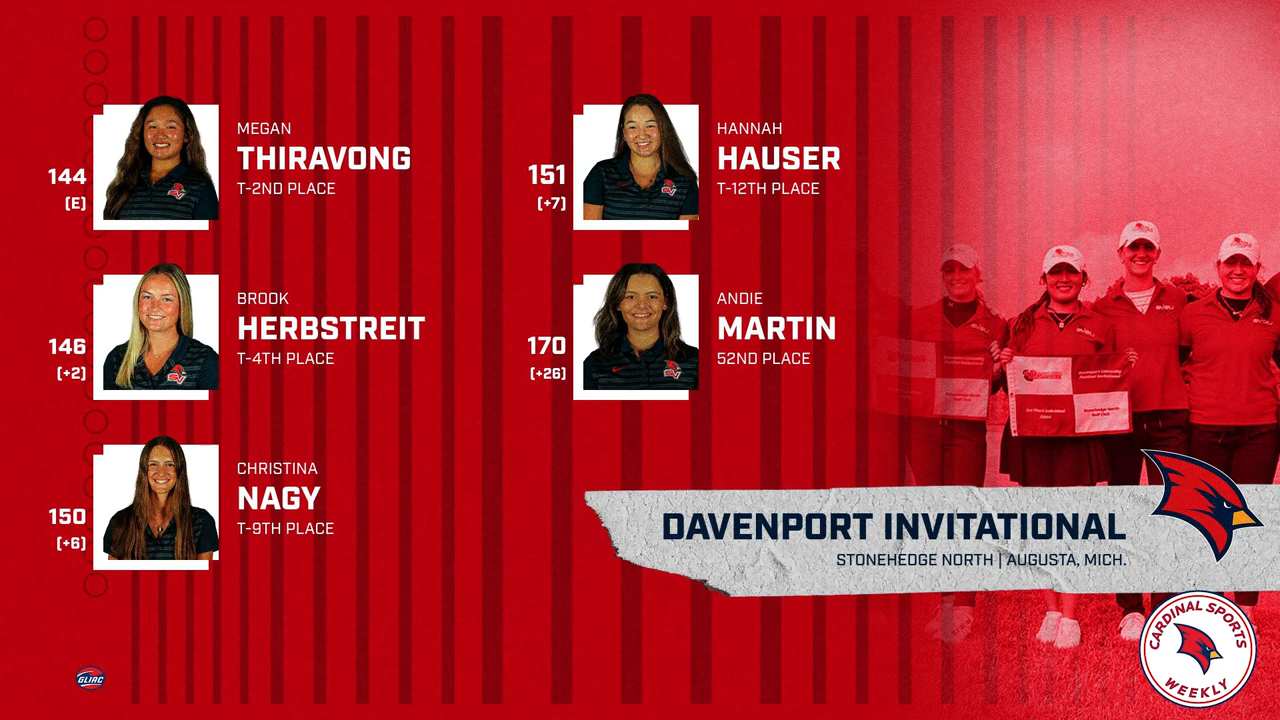 MEGAN
THIRAVONG
T-2ND PLACE
144
(E)
BROOK
HERBSTREIT
T-4TH PLACE
146
(+2)
CHRISTINA
NAGY
T-9TH PLACE
150
(+6)
HANNAH
HAUSER
T-12TH PLACE
151
(+7)
ANDIE
MARTIN
52ND PLACE
170
(+26)
DAVENPORT INVITATIONAL
STONEHEDGE NORTH | AUGUSTA, MICH.
CARDINAL SPORTS
WEEKLY
GLIAC
SV